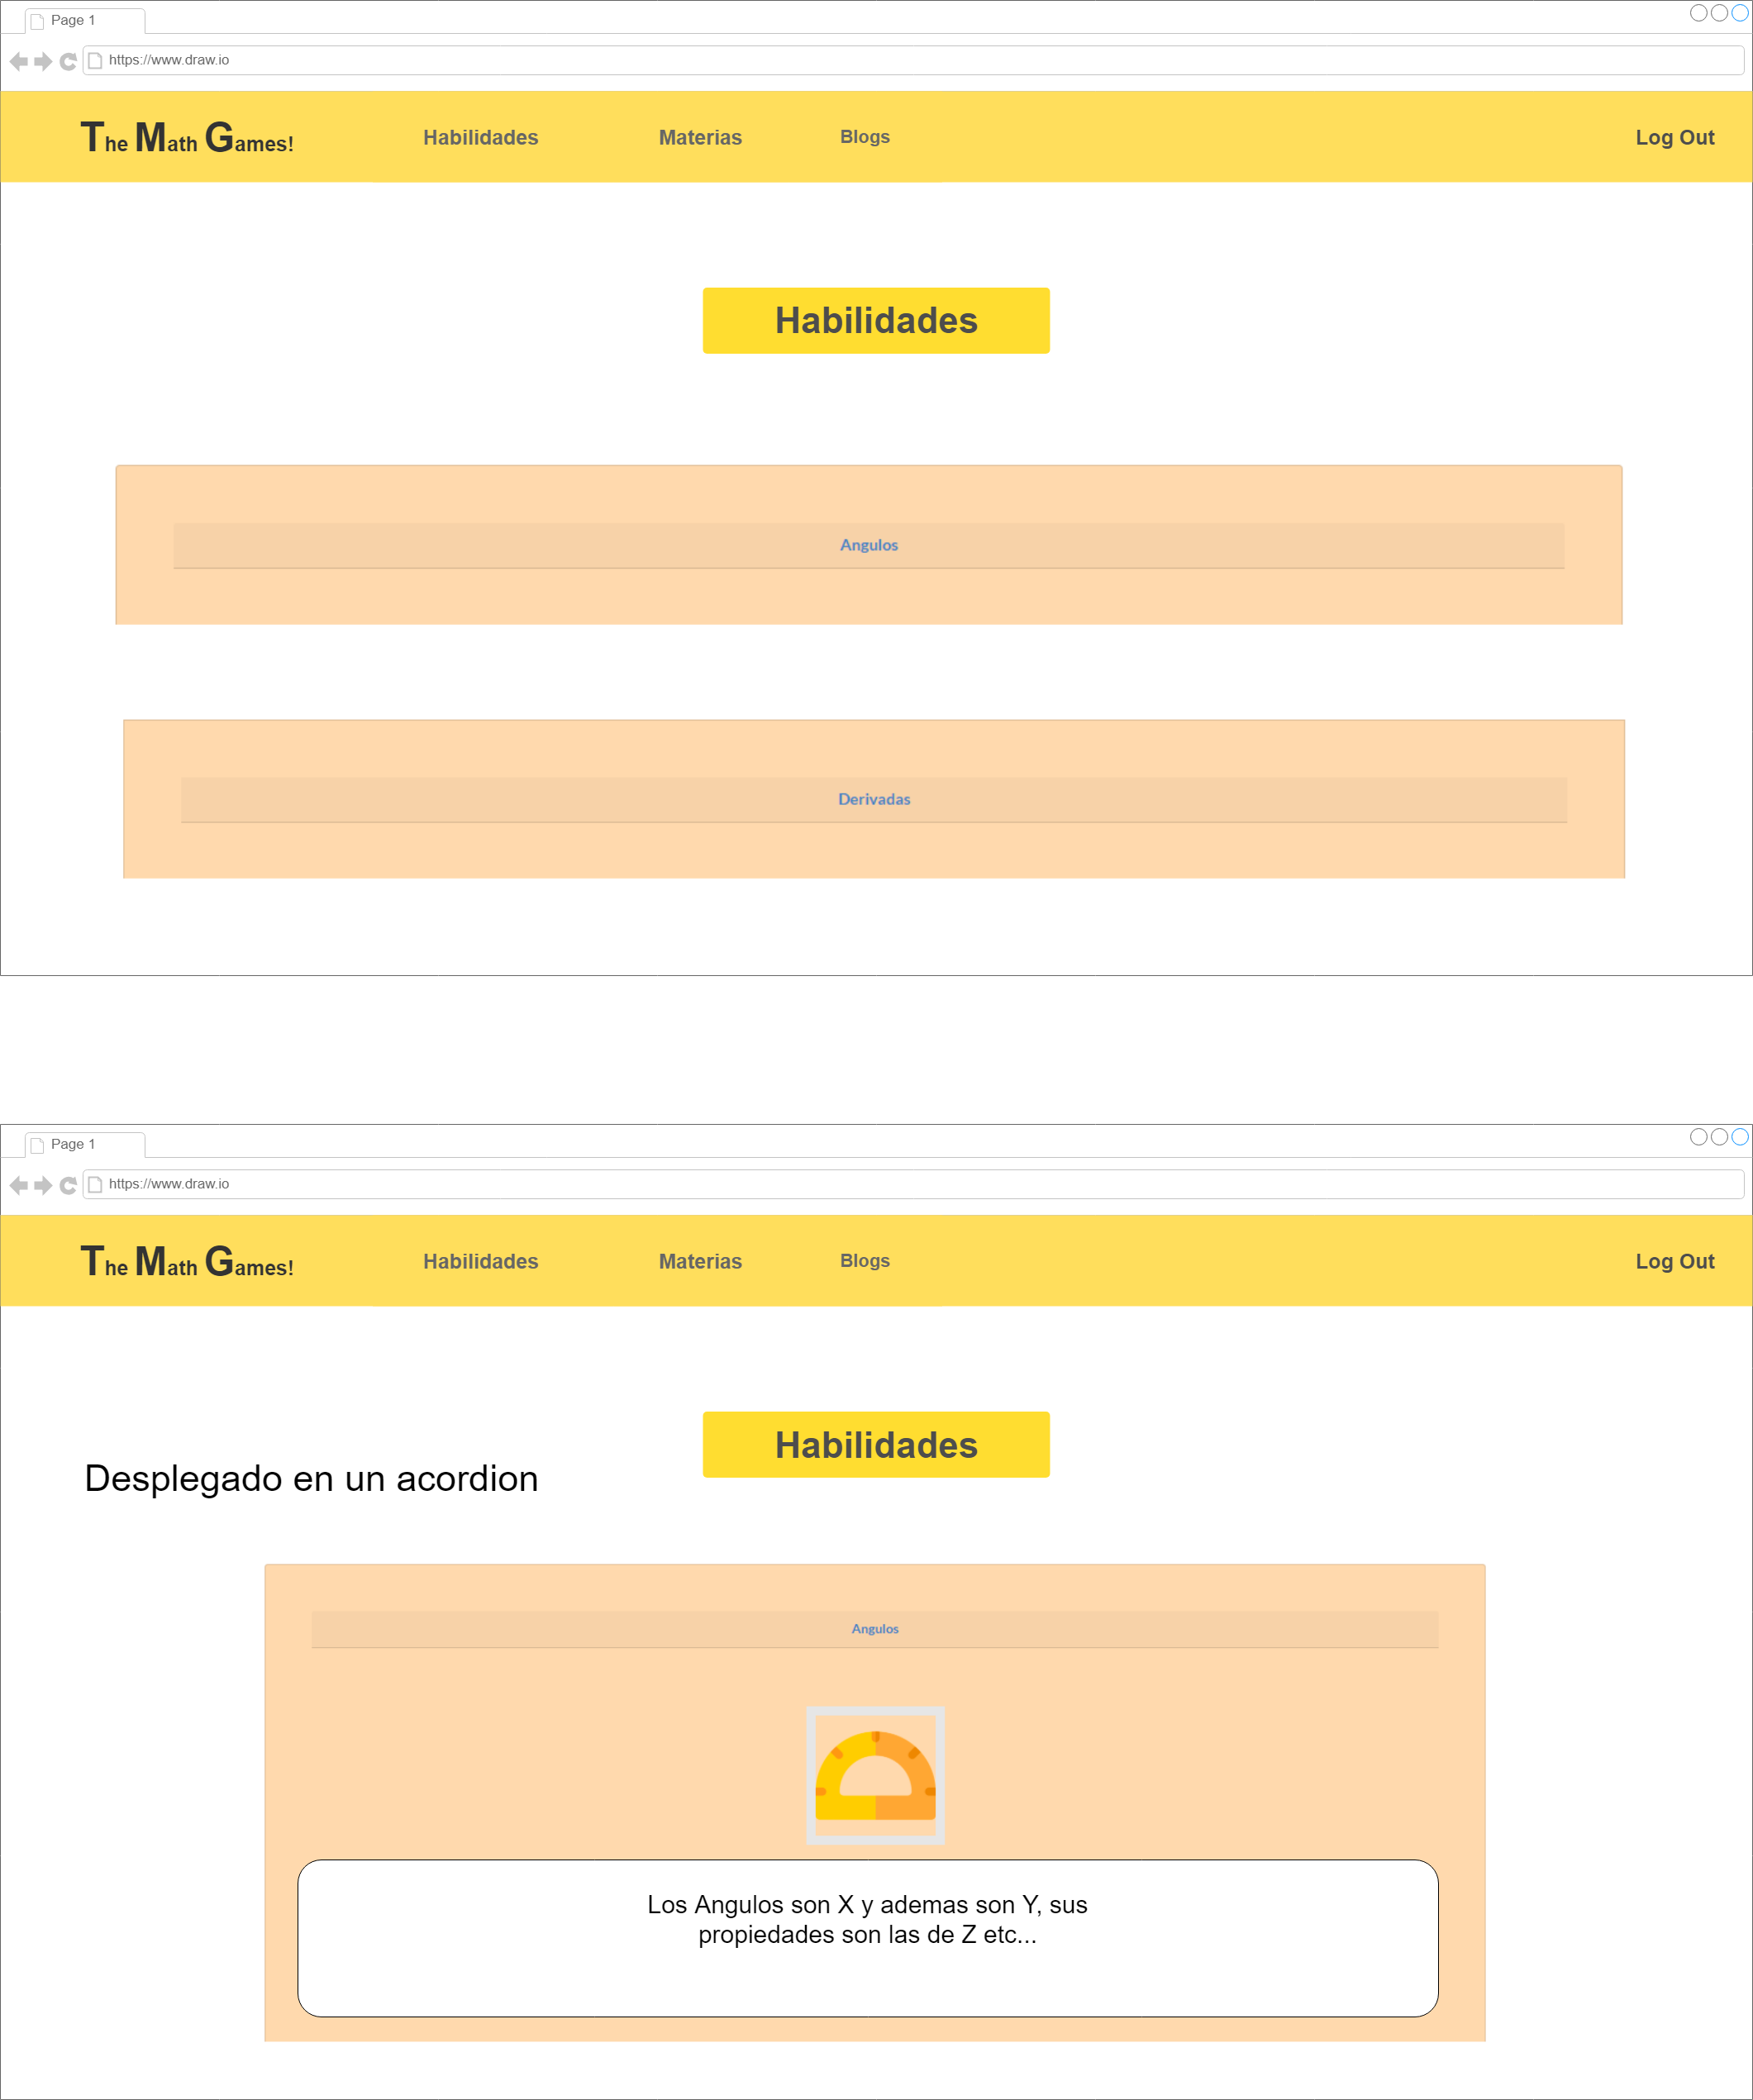 Page 1
https://www.draw.io
The Math Games! Habilidades Materias Blogs Log Out
Habilidades
Angulos
Derivadas
Page 1
https://www.draw.io
The Math Games! Habilidades Materias Blogs Log Out
Habilidades
Desplegado en un acordion
Angulos
Los Angulos son X y ademas son Y, sus
propiedades son las de Z etc...